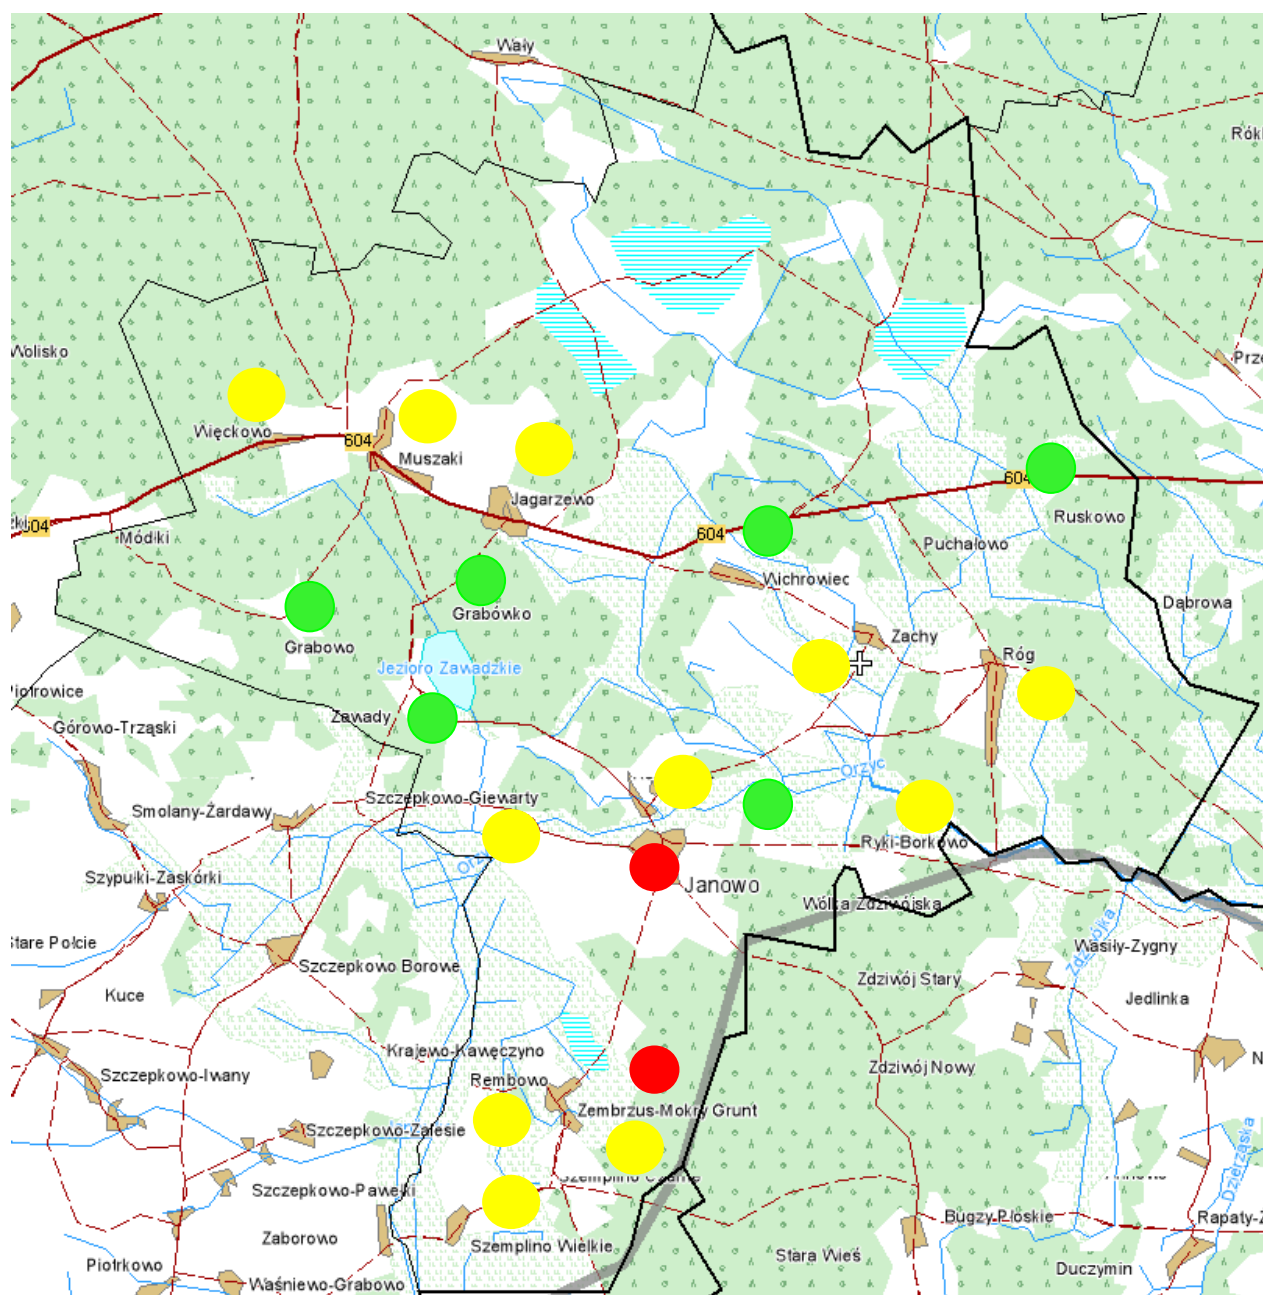 Wały
Wolisko
Więckowo
604
Muszaki
Jagarzewo
604
604
604
Ruskowo
Módłki
Puchałowo
Wichrowiec
Dąbrowa
Grabówko
Grabowo
Zachy
Róg
Jezioro Zawadzkie
Piotrowice
Zawady
Górowo-Trząski
Orzyc
Szczepkowo-Giewarty
Smolany-Żardawy
Ryki-Borkowo
Szypułki-Zaskórki
Janowo
Wólka Zdziwójska
Stare Połcie
Wasiły-Zygny
Szczepkowo Borowe
Zdziwój Stary
Zdziwójka
Kuce
Jedlinka
Krajewo-Kawęczyno
Zdziwój Nowy
Szczepkowo-Iwany
Rembowo
Zembrzus-Mokry Grunt
Szczepkowo-Zalesie
Dzierząska
Szczepkowo-Pawełki
Bugzy Płoskie
Zaborowo
Szemplino Wielkie
Stara Wieś
Piotrkowo
Duczymin
Waśniewo-Grabowo